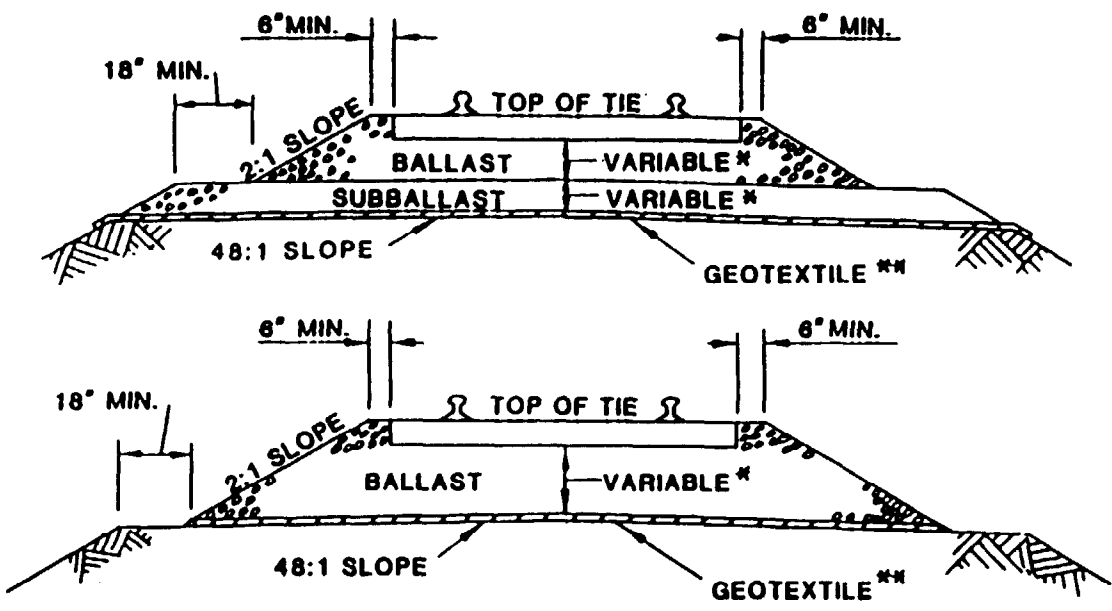 6" MIN.
6" MIN.
18" MIN.
TOP OF TIE
2:1 SLOPE
BALLAST
VARIABLE*
SUBBALLAST
VARIABLE*
48:1 SLOPE
GEOTEXTILE**
6" MIN.
6" MIN.
18" MIN.
TOP OF TIE
2:1 SLOPE
BALLAST
VARIABLE*
48:1 SLOPE
GEOTEXTILE**